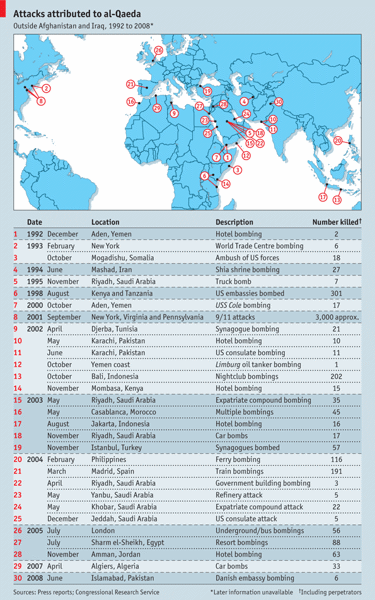 Attacks attributed to al-Qaeda
Outside Afghanistan and Iraq, 1992 to 2008*
Date Location Description Number killed†
1 1992 December Aden, Yemen Hotel bombing 2
2 1993 February New York World Trade Centre bombing 6
3 October Mogadishu, Somalia Ambush of US forces 18
4 1994 June Mashad, Iran Shia shrine bombing 27
5 1995 November Riyadh, Saudi Arabia Truck bomb 7
6 1998 August Kenya and Tanzania US embassies bombed 301
7 2000 October Aden, Yemen USS Cole bombing 17
8 2001 September New York, Virginia and Pennsylvania 9/11 attacks 3,000 approx.
9 2002 April Djerba, Tunisia Synagogue bombing 21
10 May Karachi, Pakistan Hotel bombing 10
11 June Karachi, Pakistan US consulate bombing 11
12 October Yemen coast Limburg oil tanker bombing 1
13 October Bali, Indonesia Nightclub bombings 202
14 November Mombasa, Kenya Hotel bombing 15
15 2003 May Riyadh, Saudi Arabia Expatriate compound bombing 35
16 May Casablanca, Morocco Multiple bombings 45
17 August Jakarta, Indonesia Hotel bombing 16
18 November Riyadh, Saudi Arabia Car bombs 17
19 November Istanbul, Turkey Synagogues bombed 57
20 2004 February Philippines Ferry bombing 116
21 March Madrid, Spain Train bombings 191
22 April Riyadh, Saudi Arabia Government building bombing 3
23 May Yanbu, Saudi Arabia Refinery attack 5
24 May Khobar, Saudi Arabia Expatriate compound attack 22
25 December Jeddah, Saudi Arabia US consulate attack 5
26 2005 July London Underground/bus bombings 56
27 July Sharm el-Sheikh, Egypt Resort bombings 88
28 November Amman, Jordan Hotel bombing 63
29 2007 April Algiers, Algeria Car bombs 33
30 2008 June Islamabad, Pakistan Danish embassy bombing 6
Sources: Press reports; Congressional Research Service *Later information unavailable †Including perpetrators